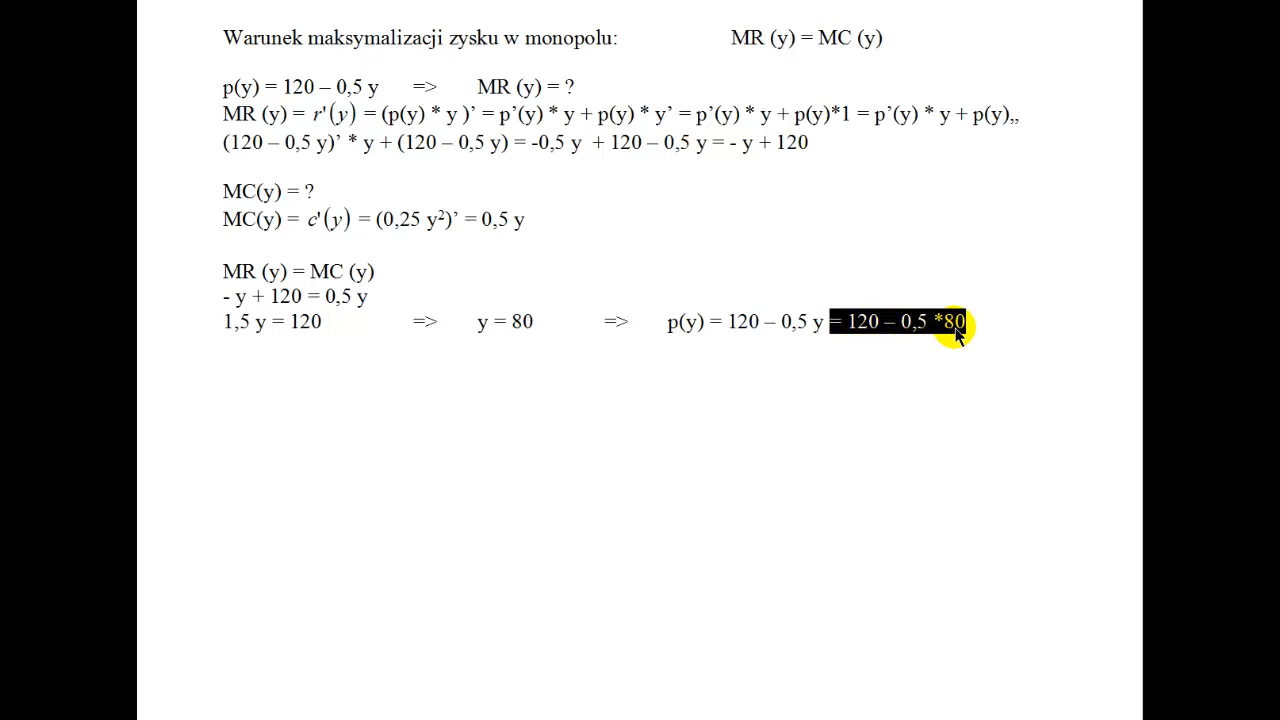 Warunek maksymalizacji zysku w monopolu: MR (y) = MC (y)
p(y) = 120 – 0,5 y => MR (y) = ?
MR (y) = r'(y) = (p(y) * y )’ = p’(y) * y + p(y) * y’ = p’(y) * y + p(y)*1 = p’(y) * y + p(y),,
(120 – 0,5 y)’ * y + (120 – 0,5 y) = -0,5 y + 120 – 0,5 y = - y + 120
MC(y) = ?
MC(y) = c'(y) = (0,25 y²)’ = 0,5 y
MR (y) = MC (y)
- y + 120 = 0,5 y
1,5 y = 120 => y = 80 => p(y) = 120 – 0,5 y = 120 – 0,5 *80